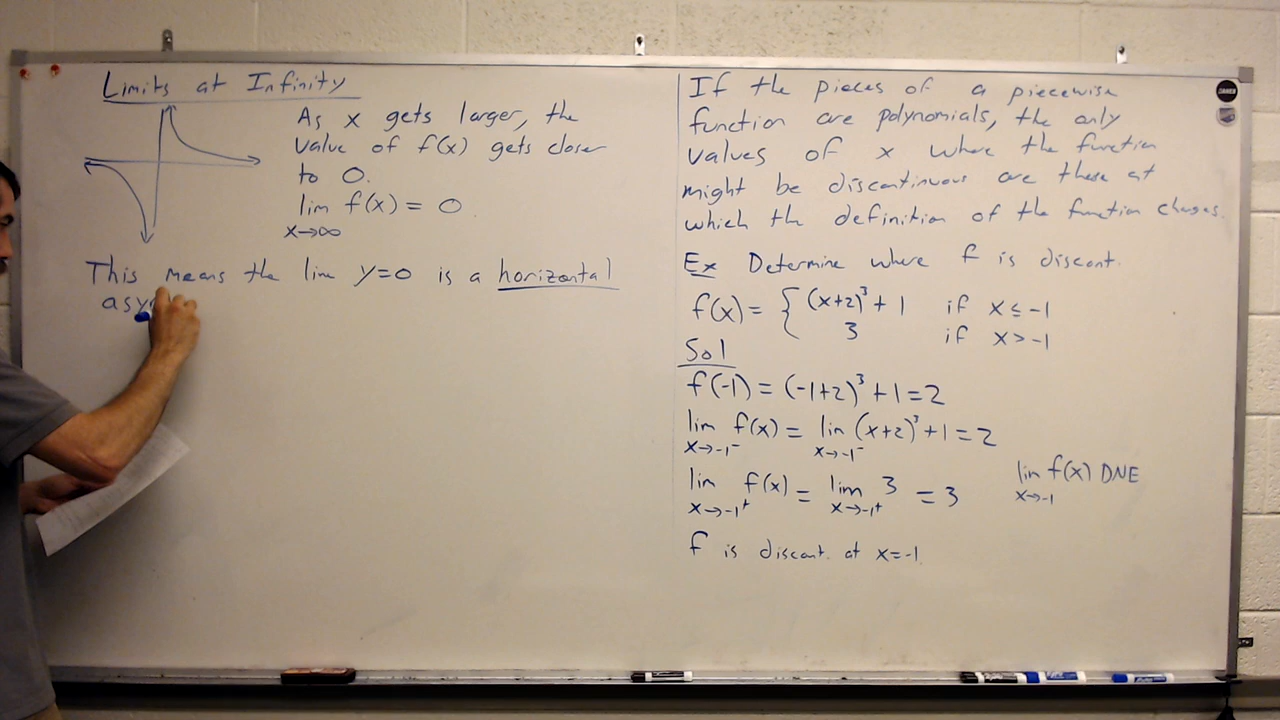 Limits at Infinity
As x gets larger, the
value of f(x) gets closer
to 0.
lim f(x) = 0
x→∞
This means the line y=0 is a horizontal
asy
If the pieces of a piecewise
function are polynomials, the only
values of x where the function
might be discontinuous are these at
which the definition of the function changes.
Ex Determine where f is discont.
f(x) = { (x+2)³ + 1 if x ≤ -1
3 if x > -1
Sol
f(-1) = (-1+2)³ + 1 = 2
lim f(x) = lim (x+2)³ + 1 = 2
x→-1⁻ x→-1⁻
lim f(x) = lim 3 = 3
x→-1⁺ x→-1⁺
lim f(x) DNE
x→-1
f is discont. at x=-1.